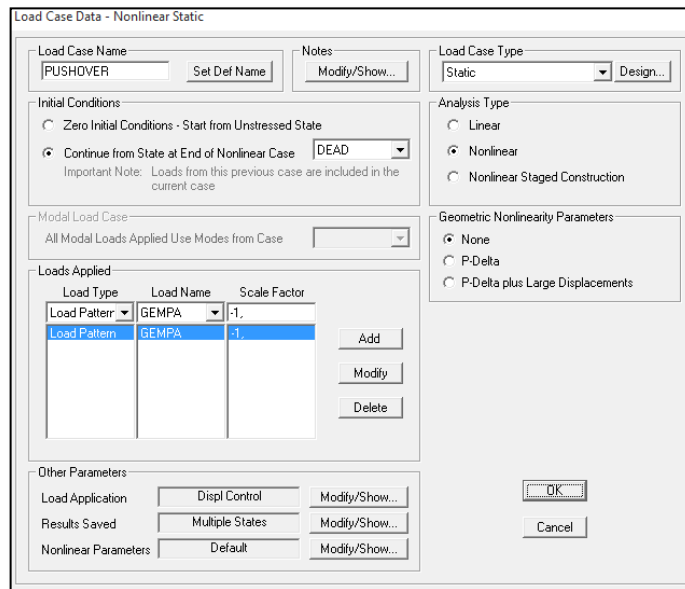 Load Case Data - Nonlinear Static
Load Case Name
PUSHOVER
Set Def Name
Notes
Modify/Show...
Load Case Type
Static
Design...
Initial Conditions
Zero Initial Conditions - Start from Unstressed State
Continue from State at End of Nonlinear Case
DEAD
Important Note: Loads from this previous case are included in the
current case
Analysis Type
Linear
Nonlinear
Nonlinear Staged Construction
Modal Load Case
All Modal Loads Applied Use Modes from Case
Geometric Nonlinearity Parameters
None
P-Delta
P-Delta plus Large Displacements
Loads Applied
Load Type Load Name Scale Factor
Load Pattern GEMPA -1,
Load Pattern GEMPA -1,
Add
Modify
Delete
Other Parameters
Load Application Displ Control Modify/Show...
Results Saved Multiple States Modify/Show...
Nonlinear Parameters Default Modify/Show...
OK
Cancel